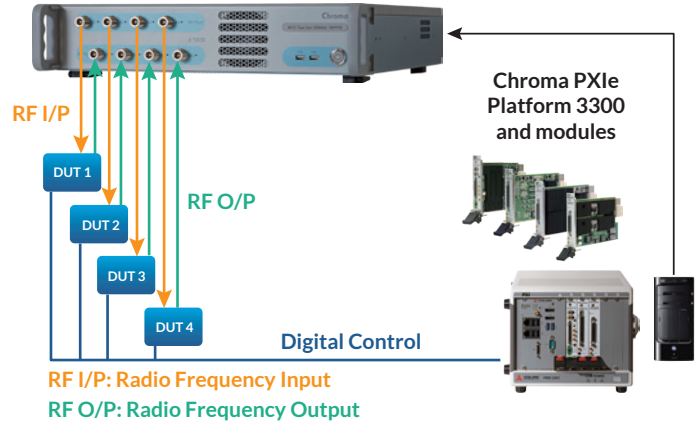 Chroma
RF I/P
Chroma PXIe
Platform 3300
and modules
DUT 1
RF O/P
DUT 2
DUT 3
DUT 4
Digital Control
RF I/P: Radio Frequency Input
RF O/P: Radio Frequency Output